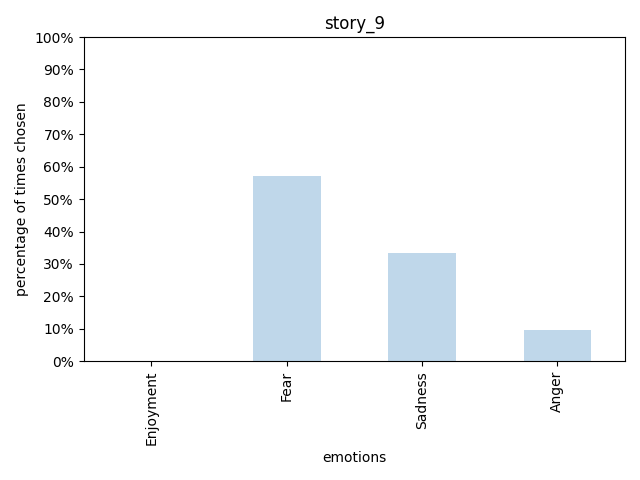 story_9
100%
90%
80%
70%
60%
50%
40%
30%
20%
10%
0%
percentage of times chosen
Enjoyment
Fear
Sadness
Anger
emotions